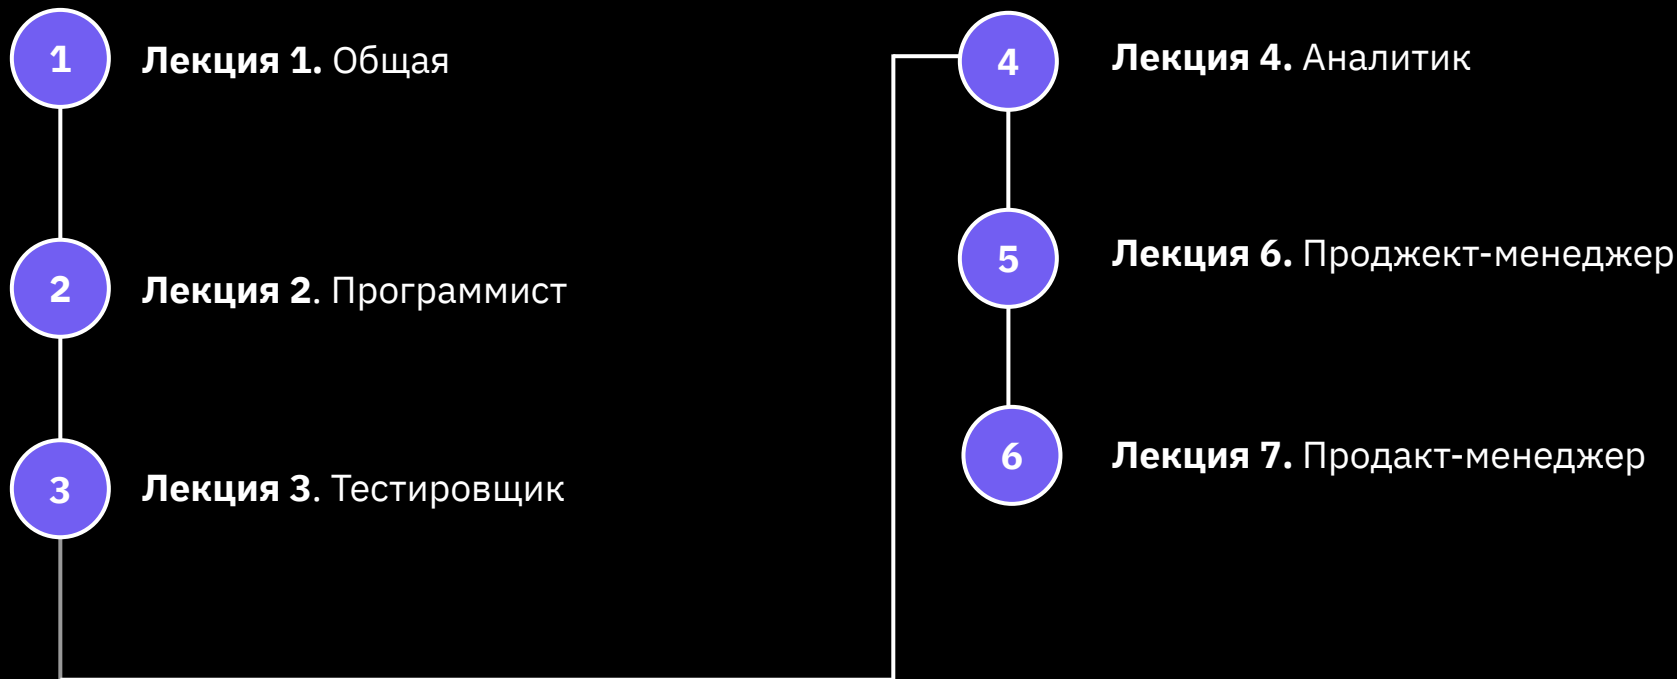 1
Лекция 1. Общая
2
Лекция 2. Программист
3
Лекция 3. Тестировщик
4
Лекция 4. Аналитик
5
Лекция 6. Проджект-менеджер
6
Лекция 7. Продакт-менеджер